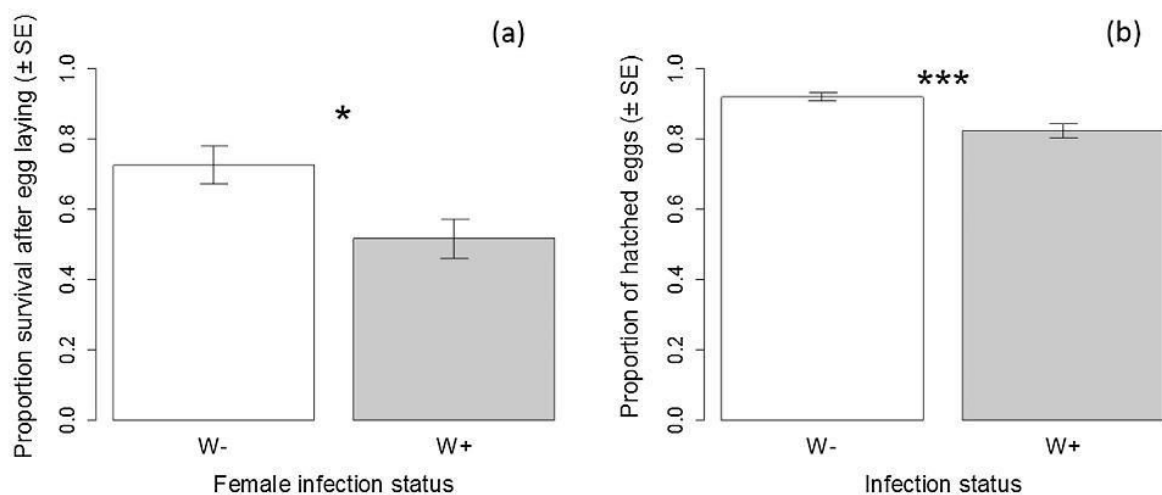 (a)
Proportion survival after egg laying (± SE)
1.0
0.8
0.6
0.4
0.2
0.0
*
W-
W+
Female infection status
(b)
Proportion of hatched eggs (± SE)
1.0
0.8
0.6
0.4
0.2
0.0
***
W-
W+
Infection status